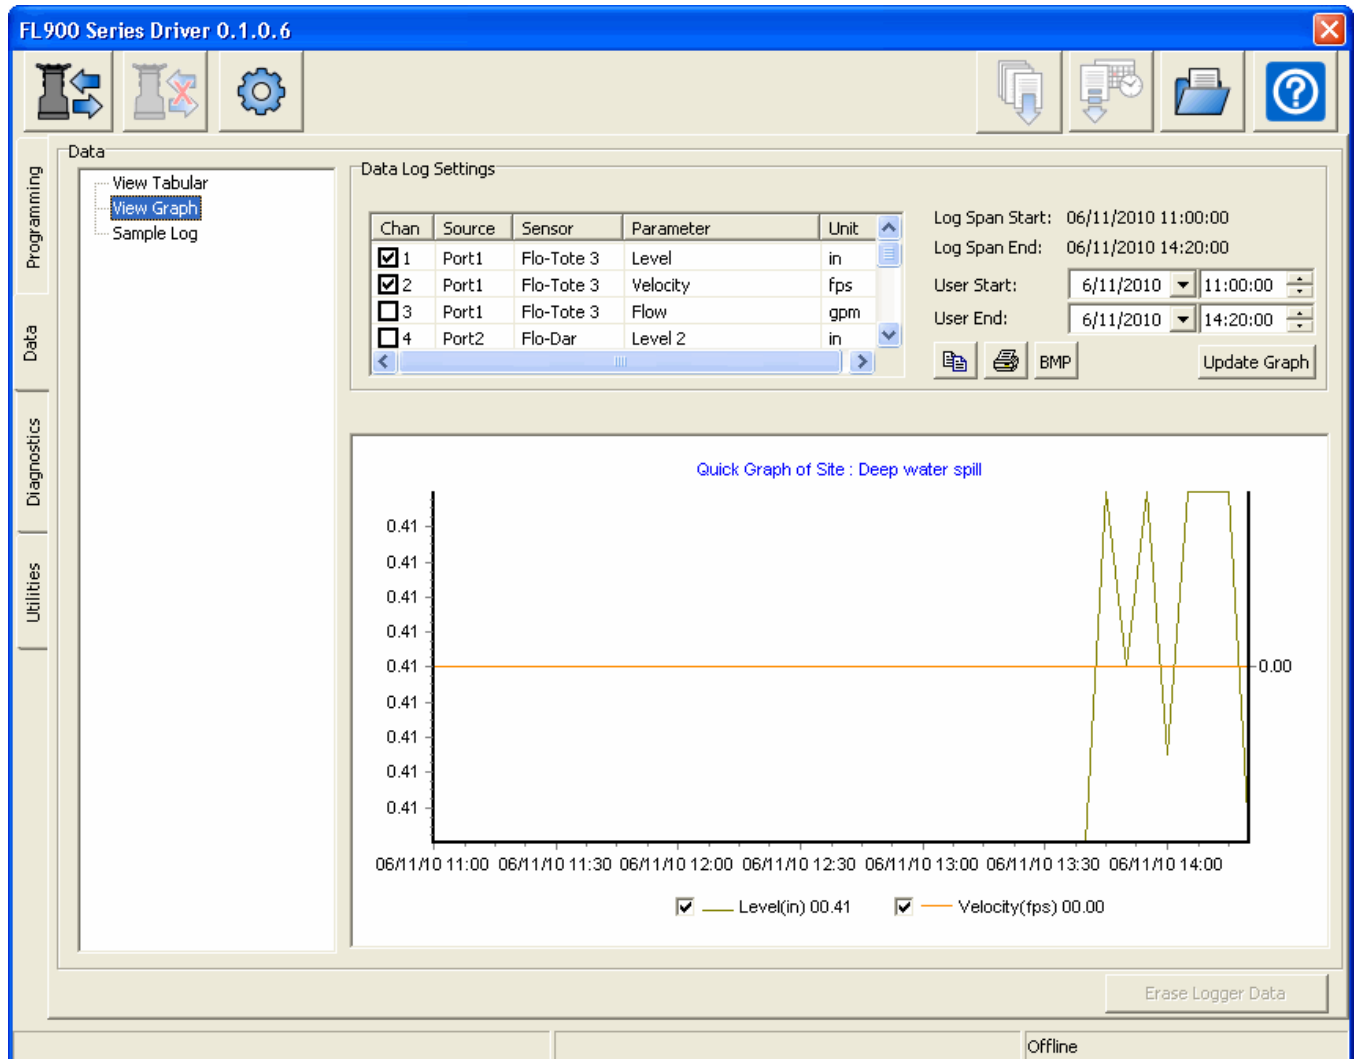 FL900 Series Driver 0.1.0.6
Programming
Data
Diagnostics
Utilities
Data
View Tabular
View Graph
Sample Log
Data Log Settings
Chan Source Sensor Parameter Unit
1 Port1 Flo-Tote 3 Level in
2 Port1 Flo-Tote 3 Velocity fps
3 Port1 Flo-Tote 3 Flow gpm
4 Port2 Flo-Dar Level 2 in
Log Span Start: 06/11/2010 11:00:00
Log Span End: 06/11/2010 14:20:00
User Start: 6/11/2010 11:00:00
User End: 6/11/2010 14:20:00
BMP Update Graph
Quick Graph of Site : Deep water spill
0.41
0.41
0.41
0.41
0.41 0.00
0.41
0.41
0.41
0.41
06/11/10 11:00 06/11/10 11:30 06/11/10 12:00 06/11/10 12:30 06/11/10 13:00 06/11/10 13:30 06/11/10 14:00
Level(in) 00.41 Velocity(fps) 00.00
Erase Logger Data
Offline